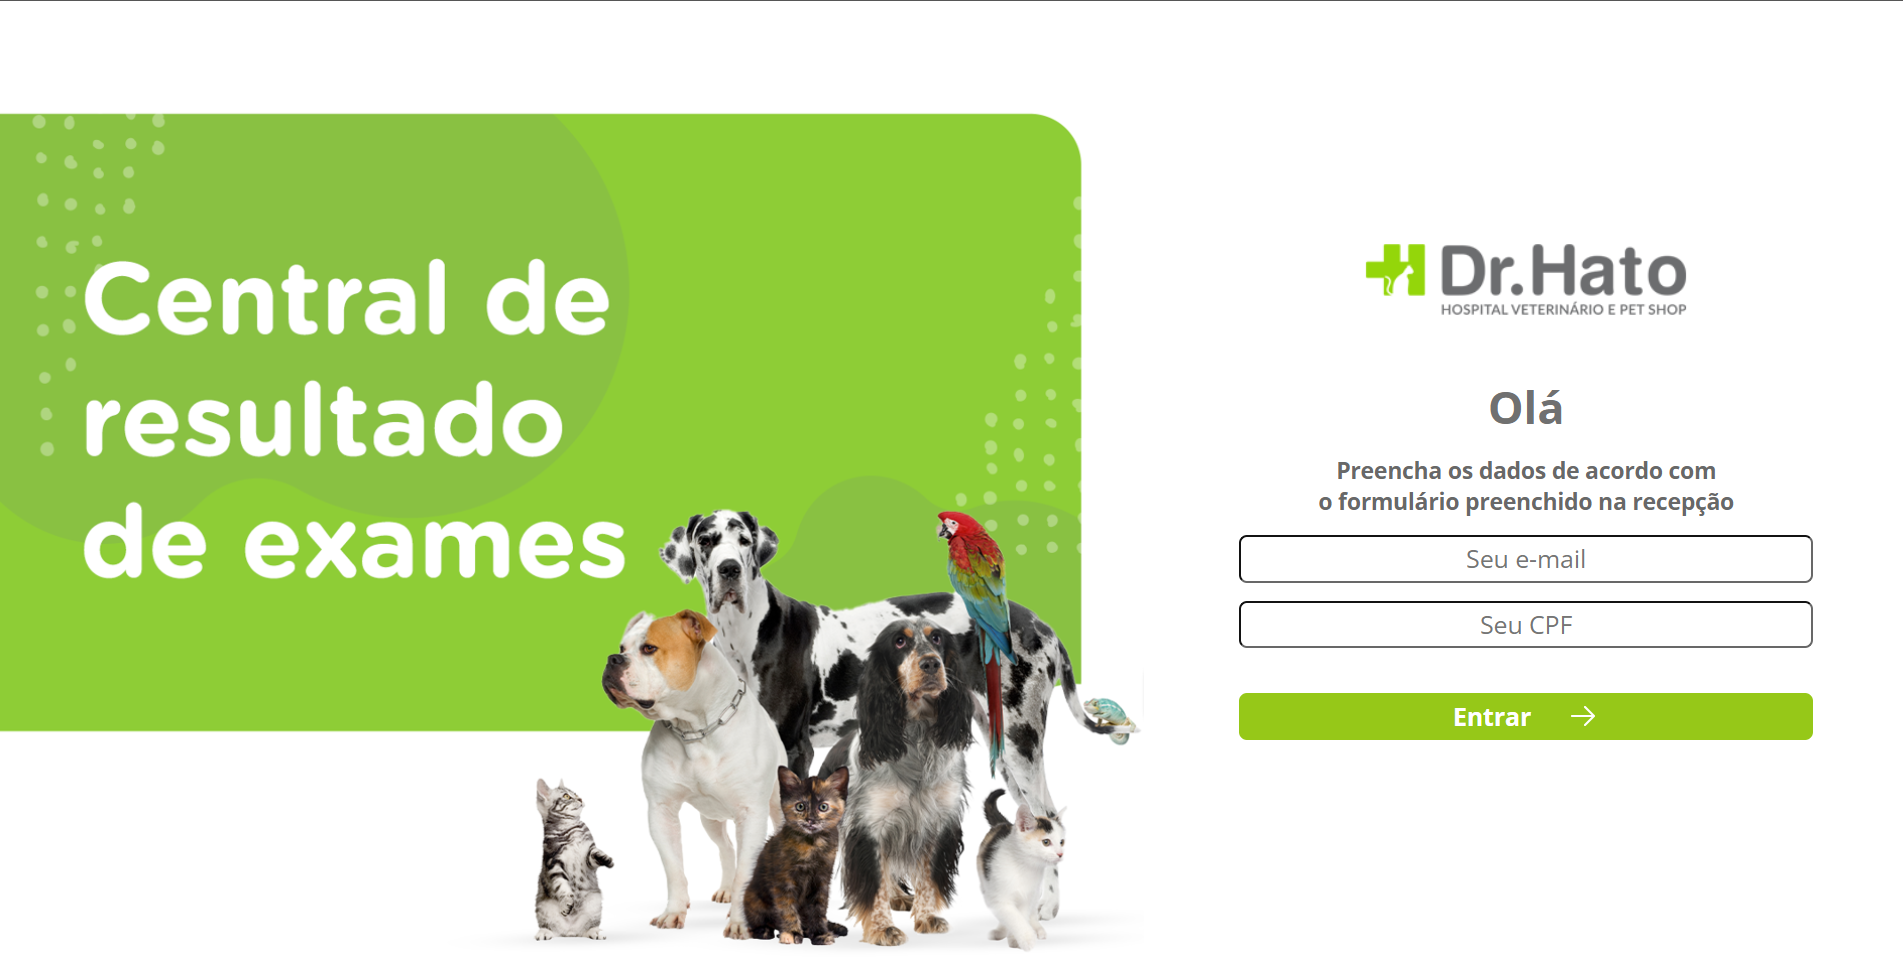 Central de
resultado
de exames
Dr.Hato
HOSPITAL VETERINÁRIO E PET SHOP
Olá
Preencha os dados de acordo com
o formulário preenchido na recepção
Seu e-mail
Seu CPF
Entrar